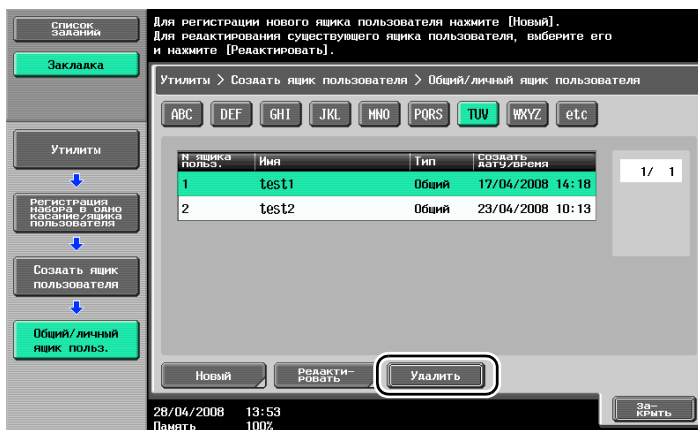 Список
заданий
Закладка
Утилиты
Регистрация
набора в одно
касание/ящика
пользователя
Создать ящик
пользователя
Общий/личный
ящик польз.
Для регистрации нового ящика пользователя нажмите [Новый].
Для редактирования существующего ящика пользователя, выберите его
и нажмите [Редактировать].
Утилиты > Создать ящик пользователя > Общий/личный ящик пользователя
ABC DEF GHI JKL MNO PQRS TUV WXYZ etc
N ящика
польз. Имя Тип Создать
дату/время
1 test1 Общий 17/04/2008 14:18
2 test2 Общий 23/04/2008 10:13
1/ 1
Новый Редакти-
ровать Удалить
28/04/2008 13:53
Память 100%
За-
крыть